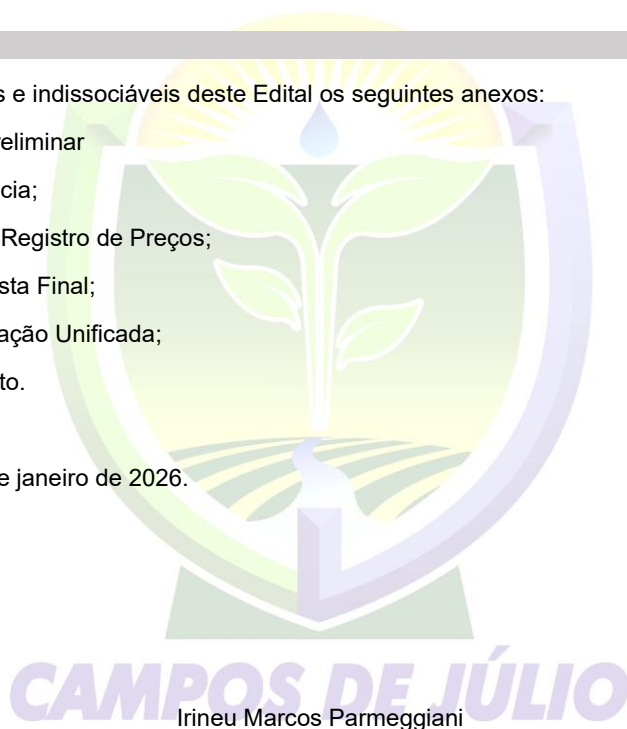 s e indissociáveis deste Edital os seguintes anexos:
reliminar
cia;
Registro de Preços;
sta Final;
ação Unificada;
to.
e janeiro de 2026.
CAMPOS DE JÚLIO
Irineu Marcos Parmeggiani